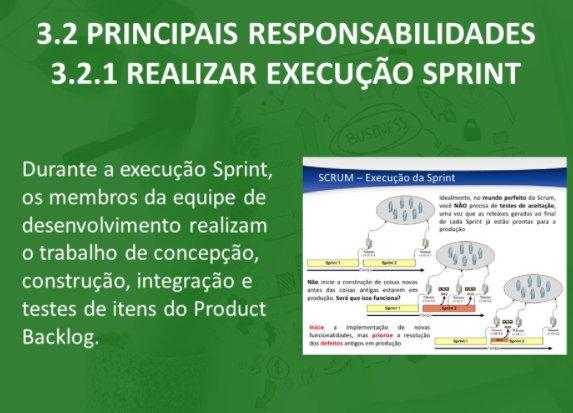 3.2 PRINCIPAIS RESPONSABILIDADES
3.2.1 REALIZAR EXECUÇÃO SPRINT
BUSINESS
Durante a execução Sprint,
os membros da equipe de
desenvolvimento realizam
o trabalho de concepção,
construção, integração e
testes de itens do Product
Backlog.
SCRUM – Execução da Sprint
Idealmente, no mundo perfeito do Scrum,
você NÃO precisa de testes de aceitação,
uma vez que as releases geradas ao final
de cada Sprint já estão prontas para a
produção
Sprint 1
Sprint 2
Tempo
Não inicie a construção de coisas novas
antes das coisas antigas estarem em
produção. Será que isso funciona?
Sprint 1
Sprint 2
Tempo
Inicie a implementação de novas
funcionalidades, mas priorize a resolução
dos defeitos antigos em produção
Sprint 1
Sprint 2
Tempo